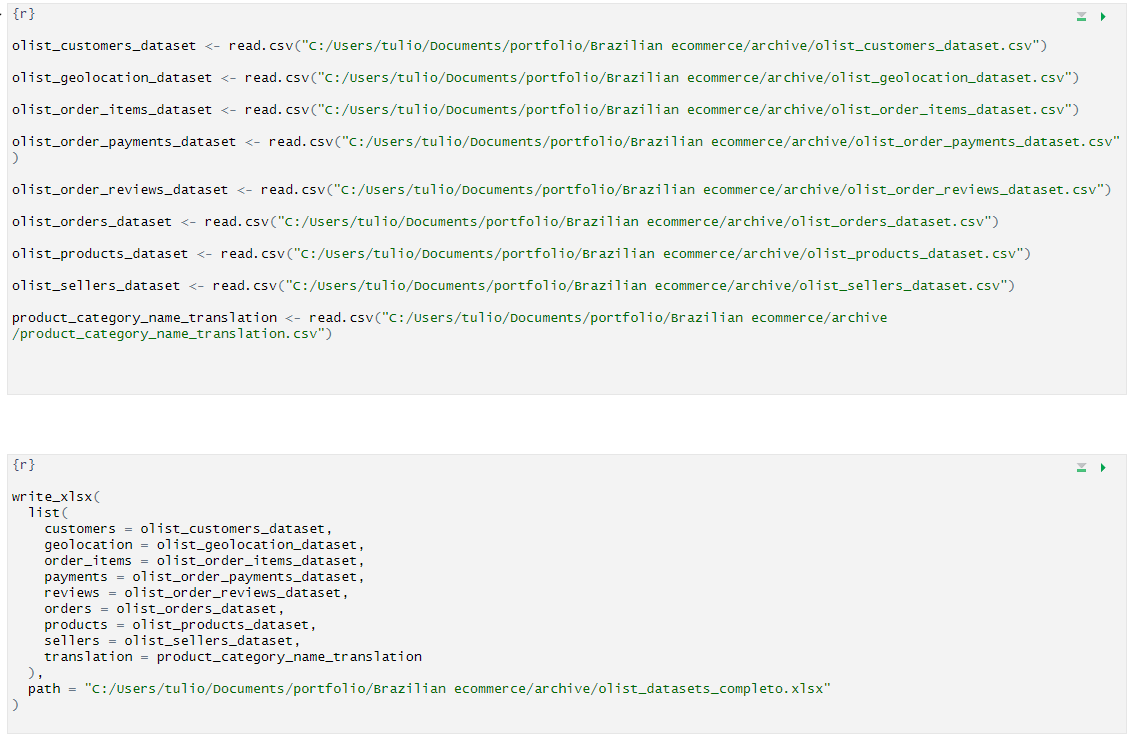 {r}
olist_customers_dataset <- read.csv("C:/Users/tulio/Documents/portfolio/Brazilian ecommerce/archive/olist_customers_dataset.csv")
olist_geolocation_dataset <- read.csv("C:/Users/tulio/Documents/portfolio/Brazilian ecommerce/archive/olist_geolocation_dataset.csv")
olist_order_items_dataset <- read.csv("C:/Users/tulio/Documents/portfolio/Brazilian ecommerce/archive/olist_order_items_dataset.csv")
olist_order_payments_dataset <- read.csv("C:/Users/tulio/Documents/portfolio/Brazilian ecommerce/archive/olist_order_payments_dataset.csv"
)
olist_order_reviews_dataset <- read.csv("C:/Users/tulio/Documents/portfolio/Brazilian ecommerce/archive/olist_order_reviews_dataset.csv")
olist_orders_dataset <- read.csv("C:/Users/tulio/Documents/portfolio/Brazilian ecommerce/archive/olist_orders_dataset.csv")
olist_products_dataset <- read.csv("C:/Users/tulio/Documents/portfolio/Brazilian ecommerce/archive/olist_products_dataset.csv")
olist_sellers_dataset <- read.csv("C:/Users/tulio/Documents/portfolio/Brazilian ecommerce/archive/olist_sellers_dataset.csv")
product_category_name_translation <- read.csv("C:/Users/tulio/Documents/portfolio/Brazilian ecommerce/archive
/product_category_name_translation.csv")
{r}
write_xlsx(
  list(
    customers = olist_customers_dataset,
    geolocation = olist_geolocation_dataset,
    order_items = olist_order_items_dataset,
    payments = olist_order_payments_dataset,
    reviews = olist_order_reviews_dataset,
    orders = olist_orders_dataset,
    products = olist_products_dataset,
    sellers = olist_sellers_dataset,
    translation = product_category_name_translation
  ),
  path = "C:/Users/tulio/Documents/portfolio/Brazilian ecommerce/archive/olist_datasets_completo.xlsx"
)